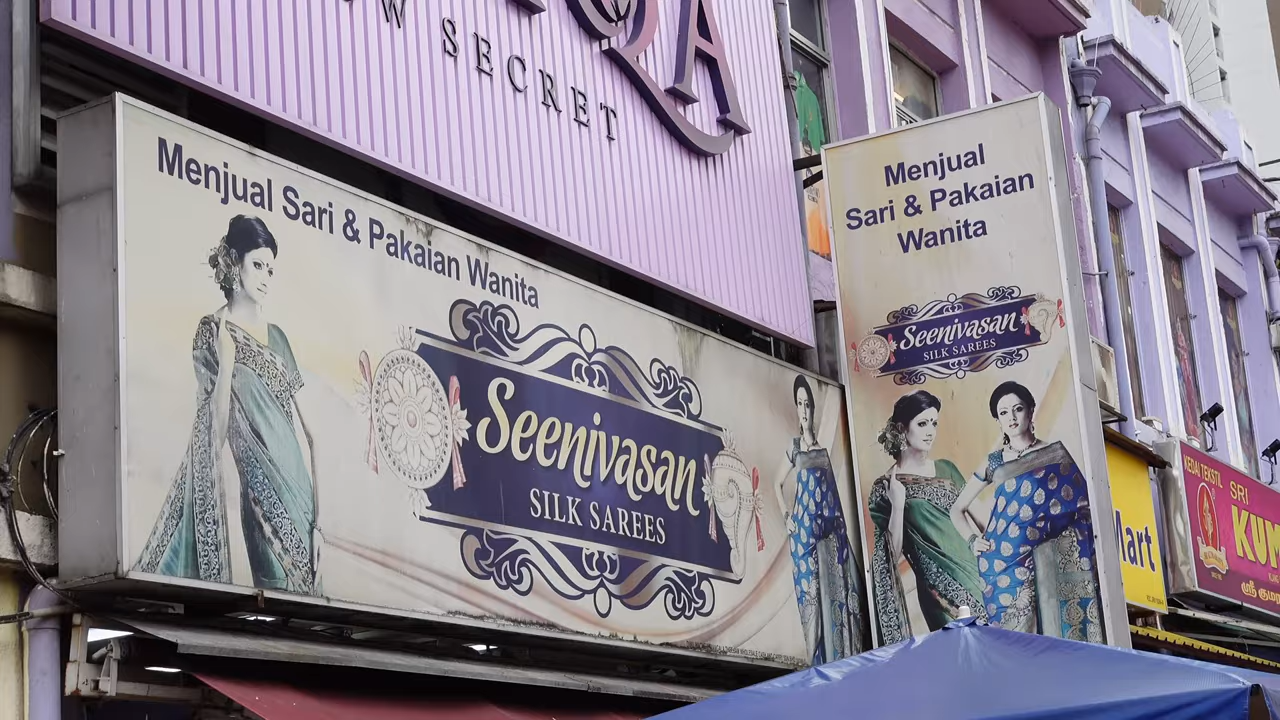 SECRET
Menjual Sari & Pakaian Wanita
Seenivasan
SILK SAREES
Menjual
Sari & Pakaian
Wanita
Seenivasan
SILK SAREES
Mart
KEDAI TEKSTIL
SRI